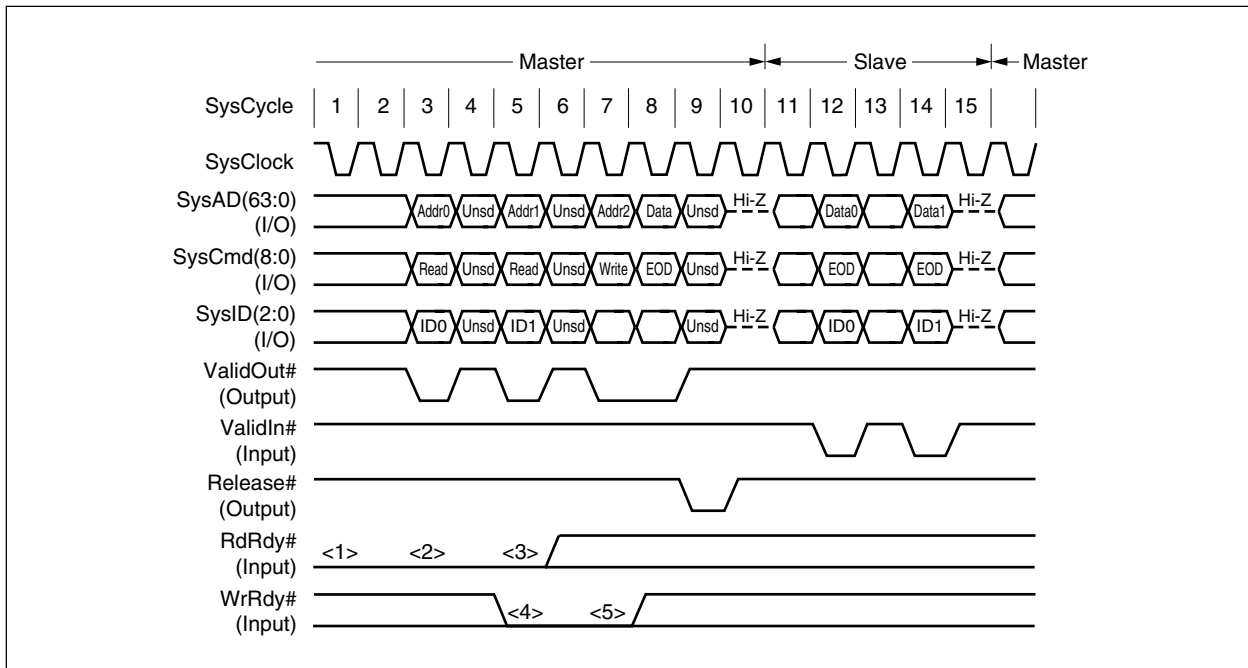 Master Slave Master
SysCycle 1 2 3 4 5 6 7 8 9 10 11 12 13 14 15
SysClock
SysAD(63:0) Addr0 Unsd Addr1 Unsd Addr2 Data Unsd Hi-Z Data0 Data1 Hi-Z
(I/O)
SysCmd(8:0) Read Unsd Read Unsd Write EOD Unsd Hi-Z EOD EOD Hi-Z
(I/O)
SysID(2:0) ID0 Unsd ID1 Unsd Unsd Hi-Z ID0 ID1 Hi-Z
(I/O)
ValidOut#
(Output)
ValidIn#
(Input)
Release#
(Output)
RdRdy# <1> <2> <3>
(Input)
WrRdy# <4> <5>
(Input)